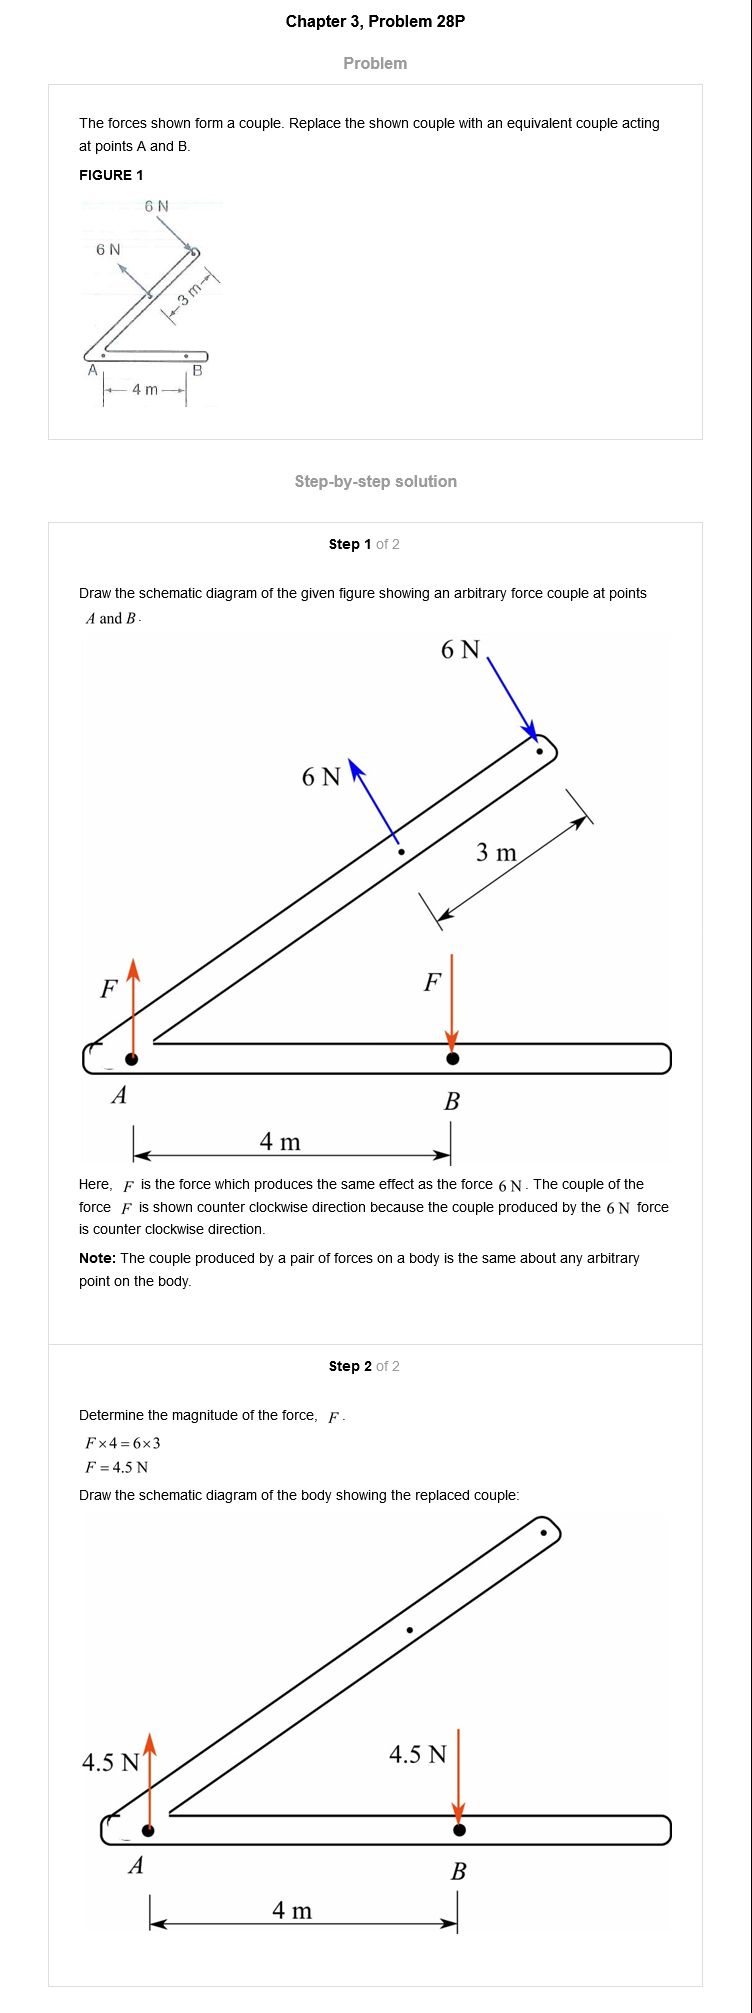 Chapter 3, Problem 28P
Problem
The forces shown form a couple. Replace the shown couple with an equivalent couple acting
at points A and B.
FIGURE 1
6 N
6 N
3 m
A
B
4 m
Step-by-step solution
Step 1 of 2
Draw the schematic diagram of the given figure showing an arbitrary force couple at points
A and B.
6 N
6 N
3 m
F
F
A
B
4 m
Here, F is the force which produces the same effect as the force 6 N. The couple of the
force F is shown counter clockwise direction because the couple produced by the 6 N force
is counter clockwise direction.
Note: The couple produced by a pair of forces on a body is the same about any arbitrary
point on the body.
Step 2 of 2
Determine the magnitude of the force, F.
F×4=6×3
F=4.5 N
Draw the schematic diagram of the body showing the replaced couple:
4.5 N
4.5 N
A
B
4 m